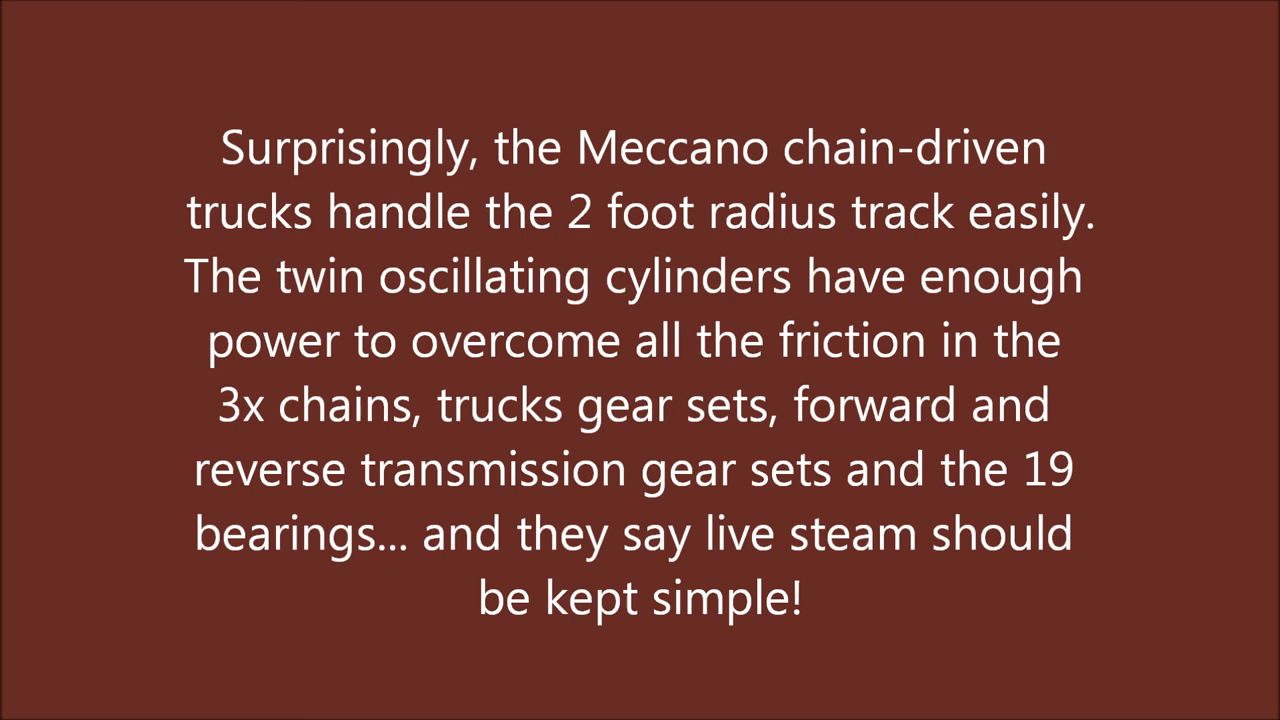 Surprisingly, the Meccano chain-driven
trucks handle the 2 foot radius track easily.
The twin oscillating cylinders have enough
power to overcome all the friction in the
3x chains, trucks gear sets, forward and
reverse transmission gear sets and the 19
bearings... and they say live steam should
be kept simple!